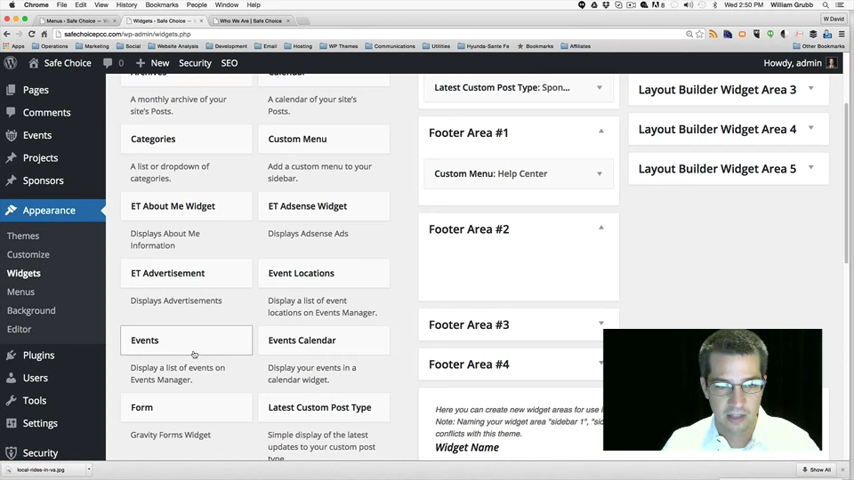 Chrome File Edit View History Bookmarks People Window Help
8 Wed 2:50 PM William Grubb
Menus ‹ Safe Choice — W
Widgets ‹ Safe Choice —
Who We Are | Safe Choice
W David
safechoicepcc.com/wp-admin/widgets.php
Apps Operations Marketing Social Website Analysis Development Email Hosting WP Themes Communications Utilities Hyunda-Sante Fe Bookmarks Affiliates Other Bookmarks
Safe Choice 0 New Security SEO Howdy, admin
Pages
Comments
Events
Projects
Sponsors
Appearance
Themes
Customize
Widgets
Menus
Background
Editor
Plugins
Users
Tools
Settings
Security
Archives
Calendar
A monthly archive of your
site's Posts.
A calendar of your site's
Posts.
Categories
Custom Menu
A list or dropdown of
categories.
Add a custom menu to your
sidebar.
ET About Me Widget
ET Adsense Widget
Displays About Me
Information
Displays Adsense Ads
ET Advertisement
Event Locations
Displays Advertisements
Display a list of event
locations on Events Manager.
Events
Events Calendar
Display a list of events on
Events Manager.
Display your events in a
calendar widget.
Form
Latest Custom Post Type
Gravity Forms Widget
Simple display of the latest
updates to your custom post
type.
Latest Custom Post Type: Spon...
Footer Area #1
Custom Menu: Help Center
Footer Area #2
Footer Area #3
Footer Area #4
Here you can create new widget areas for use i
Note: Naming your widget area "sidebar 1", "sid
conflicts with this theme.
Widget Name
Layout Builder Widget Area 3
Layout Builder Widget Area 4
Layout Builder Widget Area 5
local-rides-in-va.jpg
Show All